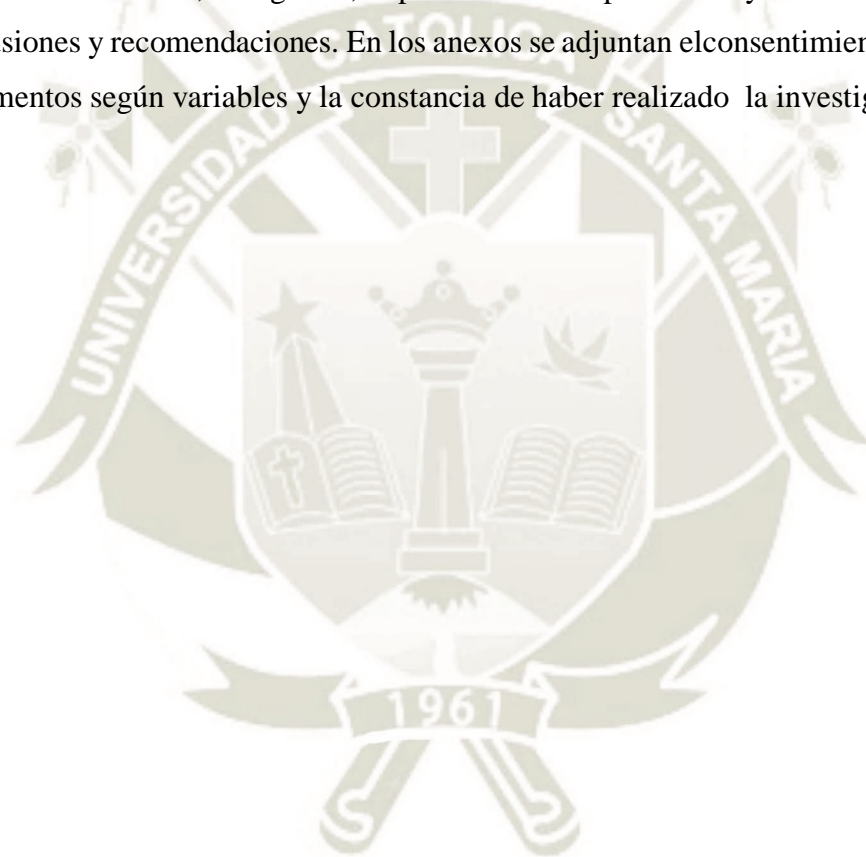 siones y recomendaciones. En los anexos se adjuntan elconsentimien
mentos según variables y la constancia de haber realizado la investig
UNIVERSIDAD CATOLICA SANTA MARIA
1961